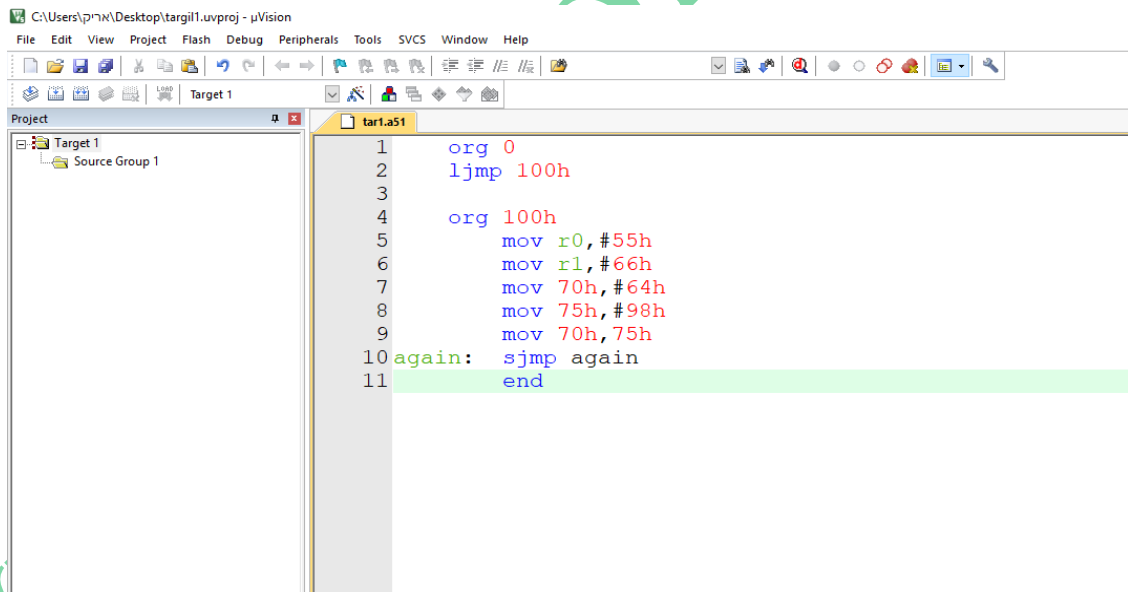 C:\Users\אריק\Desktop\targil1.uvproj - µVision
File Edit View Project Flash Debug Peripherals Tools SVCS Window Help
LOAD Target 1
Project
tar1.a51
Target 1
Source Group 1
1 org 0
2 ljmp 100h
3
4 org 100h
5 mov r0,#55h
6 mov r1,#66h
7 mov 70h,#64h
8 mov 75h,#98h
9 mov 70h,75h
10 again: sjmp again
11 end